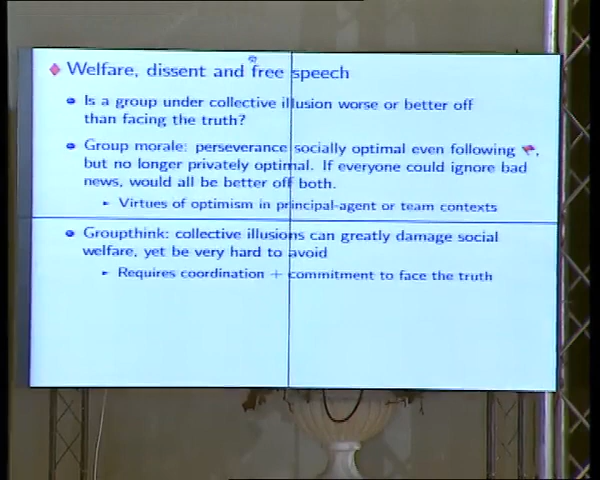 Welfare, dissent and free speech
Is a group under collective illusion worse or better off
than facing the truth?
Group morale: perseverance socially optimal even following ,
but no longer privately optimal. If everyone could ignore bad
news, would all be better off both.
Virtues of optimism in principal-agent or team contexts
Groupthink: collective illusions can greatly damage social
welfare, yet be very hard to avoid
Requires coordination + commitment to face the truth